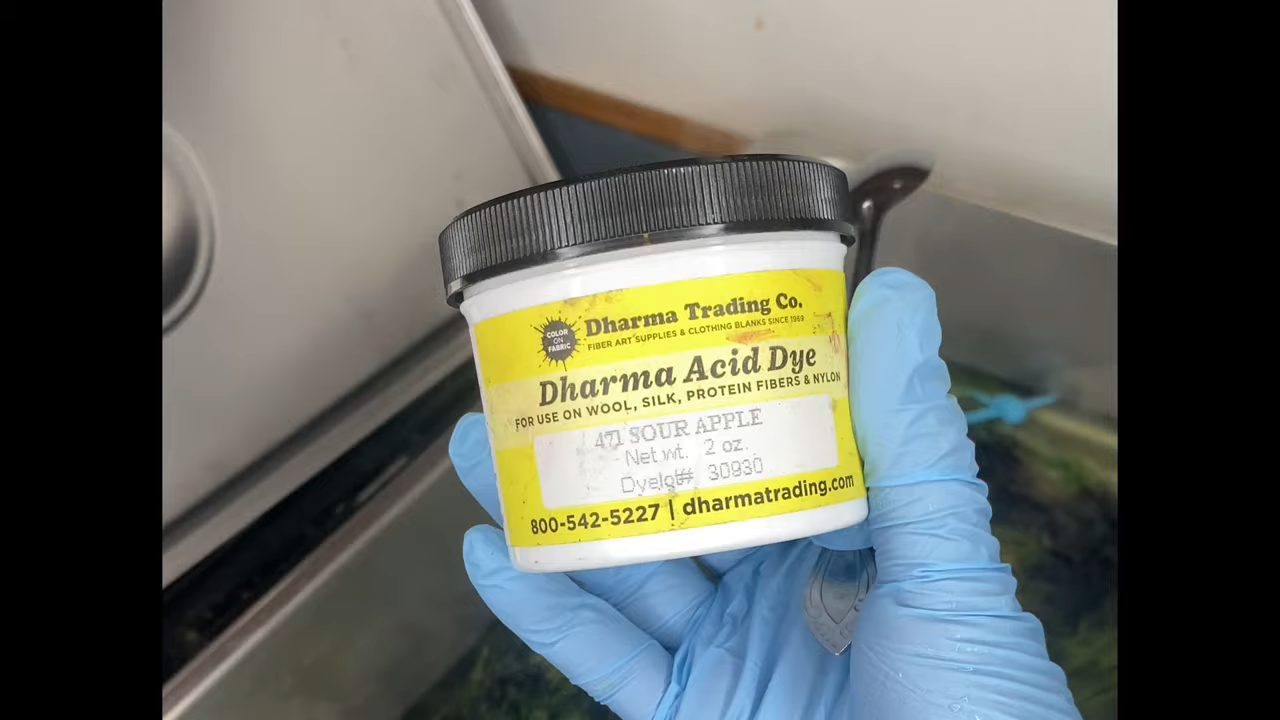 COLOR
ON
FABRIC
Dharma Trading Co.
FIBER ART SUPPLIES & CLOTHING BLANKS SINCE 1969
Dharma Acid Dye
FOR USE ON WOOL, SILK, PROTEIN FIBERS & NYLON
471 SOUR APPLE
Net wt. 2 oz.
Dyelot# 30930
800-542-5227 | dharmatrading.com